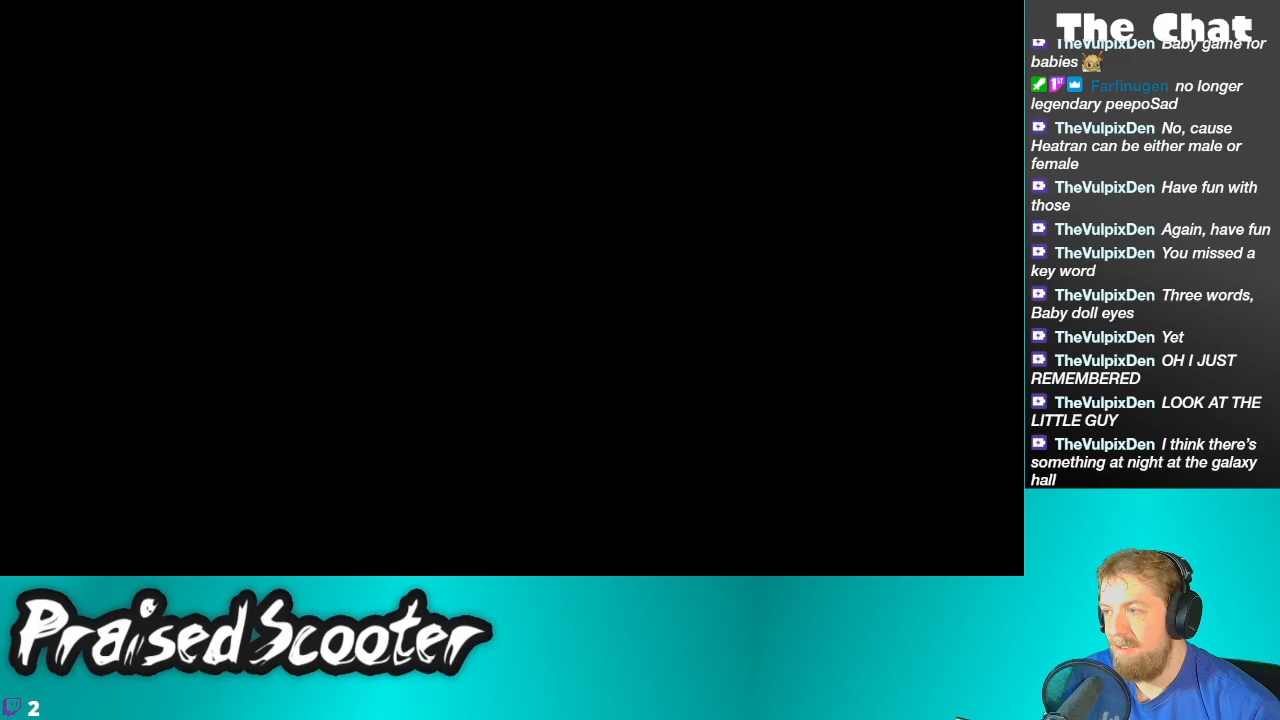 The Chat
TheVulpixDen Baby game for
babies
1ST Farfinugen no longer
legendary peepoSad
TheVulpixDen No, cause
Heatran can be either male or
female
TheVulpixDen Have fun with
those
TheVulpixDen Again, have fun
TheVulpixDen You missed a
key word
TheVulpixDen Three words,
Baby doll eyes
TheVulpixDen Yet
TheVulpixDen OH I JUST
REMEMBERED
TheVulpixDen LOOK AT THE
LITTLE GUY
TheVulpixDen I think there's
something at night at the galaxy
hall
PraisedScooter
2